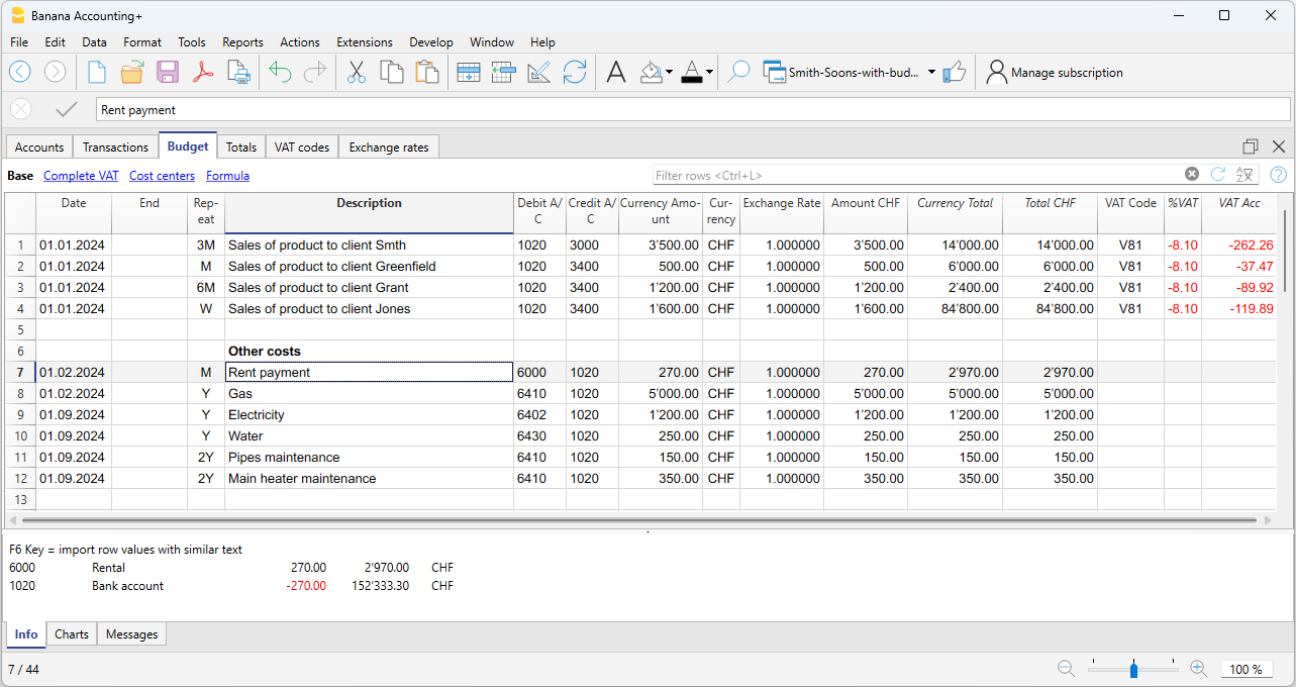 Banana Accounting+
File Edit Data Format Tools Reports Actions Extensions Develop Window Help
Smith-Soons-with-bud... Manage subscription
Rent payment
Accounts Transactions Budget Totals VAT codes Exchange rates
Base Complete VAT Cost centers Formula Filter rows <Ctrl+L>
Date End Rep- Description Debit A/ Credit A/ Currency Amo- Cur- Exchange Rate Amount CHF Currency Total Total CHF VAT Code %VAT VAT Acc
eat C C unt rency
1 01.01.2024 3M Sales of product to client Smth 1020 3000 3'500.00 CHF 1.000000 3'500.00 14'000.00 14'000.00 V81 -8.10 -262.26
2 01.01.2024 M Sales of product to client Greenfield 1020 3400 500.00 CHF 1.000000 500.00 6'000.00 6'000.00 V81 -8.10 -37.47
3 01.01.2024 6M Sales of product to client Grant 1020 3400 1'200.00 CHF 1.000000 1'200.00 2'400.00 2'400.00 V81 -8.10 -89.92
4 01.01.2024 W Sales of product to client Jones 1020 3400 1'600.00 CHF 1.000000 1'600.00 84'800.00 84'800.00 V81 -8.10 -119.89
5
6 Other costs
7 01.02.2024 M Rent payment 6000 1020 270.00 CHF 1.000000 270.00 2'970.00 2'970.00
8 01.02.2024 Y Gas 6410 1020 5'000.00 CHF 1.000000 5'000.00 5'000.00 5'000.00
9 01.09.2024 Y Electricity 6402 1020 1'200.00 CHF 1.000000 1'200.00 1'200.00 1'200.00
10 01.09.2024 Y Water 6430 1020 250.00 CHF 1.000000 250.00 250.00 250.00
11 01.09.2024 2Y Pipes maintenance 6410 1020 150.00 CHF 1.000000 150.00 150.00 150.00
12 01.09.2024 2Y Main heater maintenance 6410 1020 350.00 CHF 1.000000 350.00 350.00 350.00
13
F6 Key = import row values with similar text
6000 Rental 270.00 2'970.00 CHF
1020 Bank account -270.00 152'333.30 CHF
Info Charts Messages
7 / 44 100 %